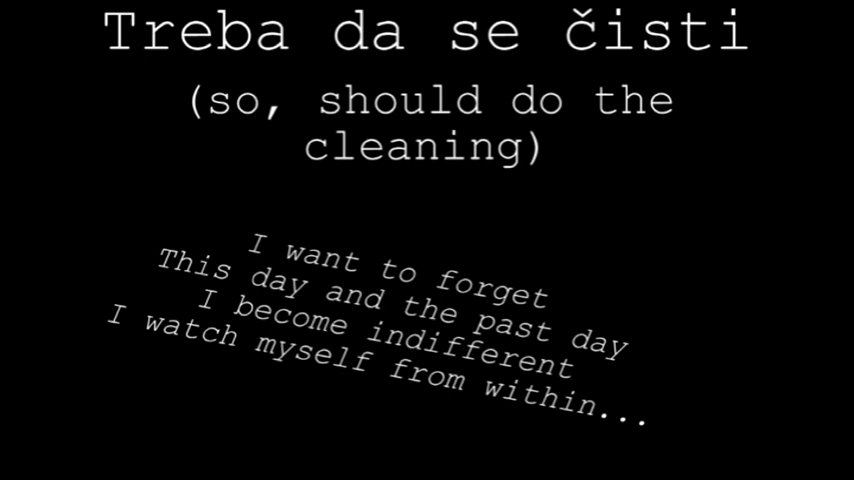 Treba da se čisti
(so, should do the
cleaning)
I want to forget
This day and the past day
I become indifferent
I watch myself from within...